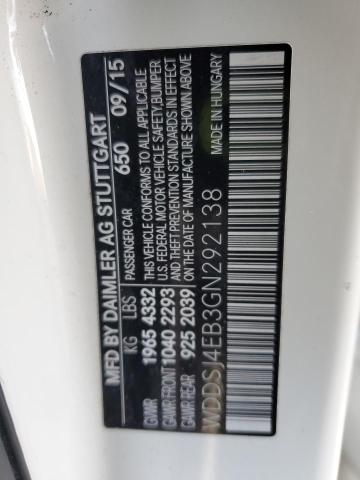 MFD BY DAIMLER AG STUTTGART
650 09/15
KG LBS PASSENGER CAR
GVWR 1965 4332 THIS VEHICLE CONFORMS TO ALL APPLICABLE
GAWR FRONT 1040 2293 U.S. FEDERAL MOTOR VEHICLE SAFETY,BUMPER
GAWR REAR 925 2039 AND THEFT PREVENTION STANDARDS IN EFFECT
ON THE DATE OF MANUFACTURE SHOWN ABOVE
WDDSJ4EB3GN292138 MADE IN HUNGARY